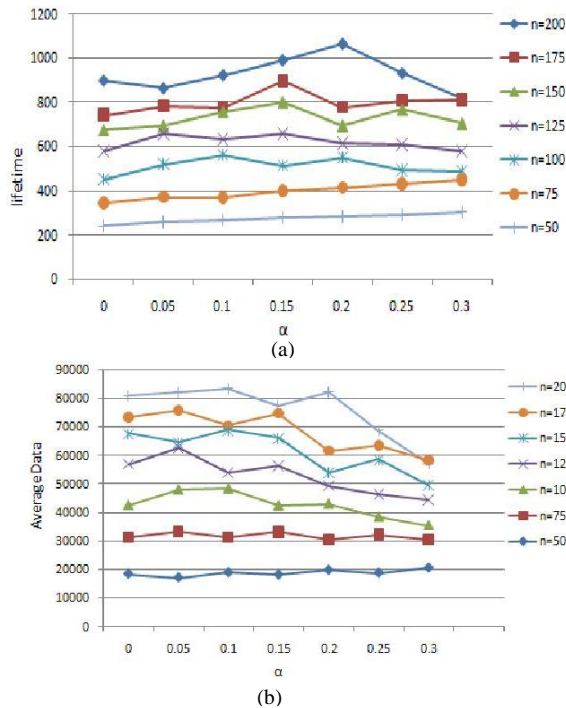 1200
1000
800
600
400
200
0
lifetime
0 0.05 0.1 0.15 0.2 0.25 0.3
α
n=200
n=175
n=150
n=125
n=100
n=75
n=50
(a)
90000
80000
70000
60000
50000
40000
30000
20000
10000
0
Average Data
0 0.05 0.1 0.15 0.2 0.25 0.3
α
n=20
n=17
n=15
n=12
n=10
n=75
n=50
(b)